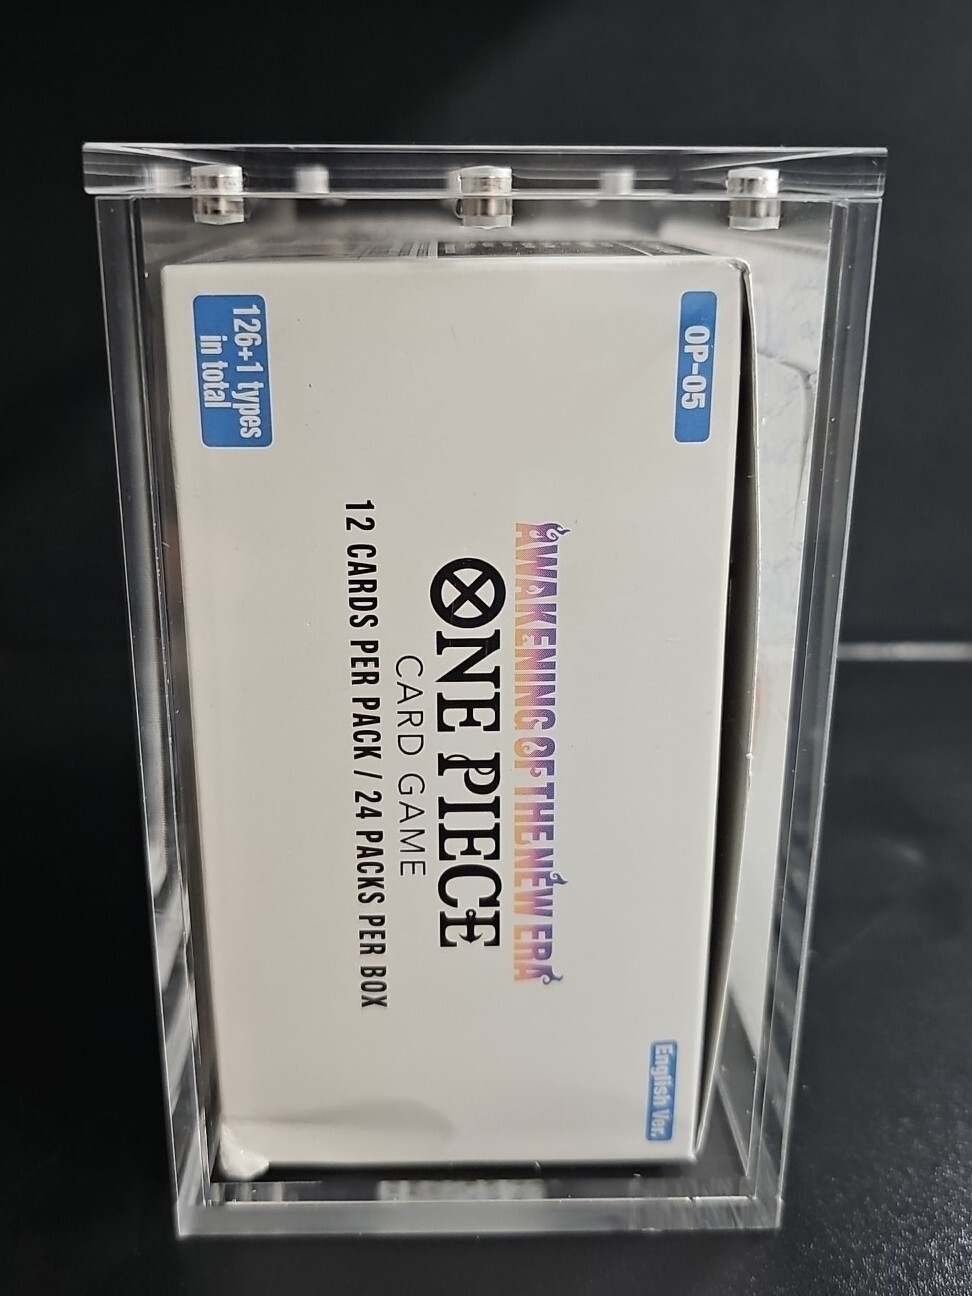 OP-05
English Ver.
AWAKENING OF THE NEW ERA
ONE PIECE
CARD GAME
12 CARDS PER PACK / 24 PACKS PER BOX
126+1 types
in total